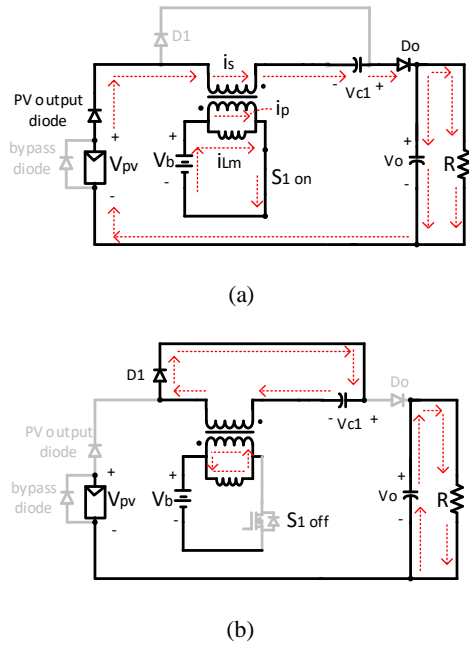 D1
is
Do
- Vc1 +
PV output
diode
ip
+
bypass
diode
Vpv
Vb
+
iLm
-
S1 on
+
Vo
-
R
-
(a)
D1
- Vc1 +
Do
PV output
diode
+
bypass
diode
Vpv
Vb
+
-
S1 off
+
Vo
-
R
-
(b)